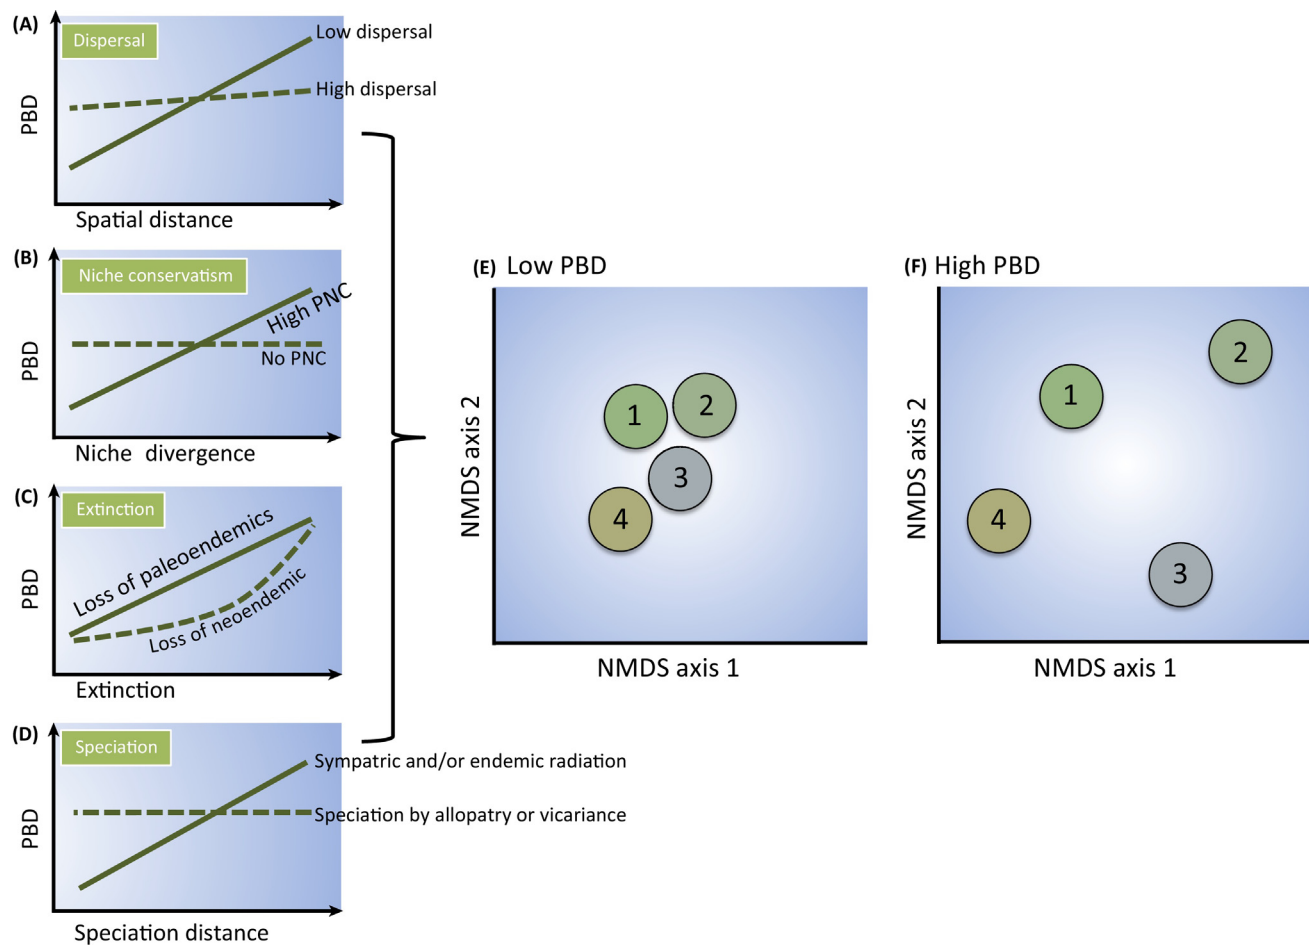 (A)
Dispersal
Low dispersal
High dispersal
PBD
Spatial distance
(B)
Niche conservatism
High PNC
No PNC
PBD
Niche divergence
(C)
Extinction
Loss of paleoendemics
Loss of neoendemic
PBD
Extinction
(D)
Speciation
Sympatric and/or endemic radiation
Speciation by allopatry or vicariance
PBD
Speciation distance
(E) Low PBD
1
2
3
4
NMDS axis 2
NMDS axis 1
(F) High PBD
2
1
4
3
NMDS axis 2
NMDS axis 1